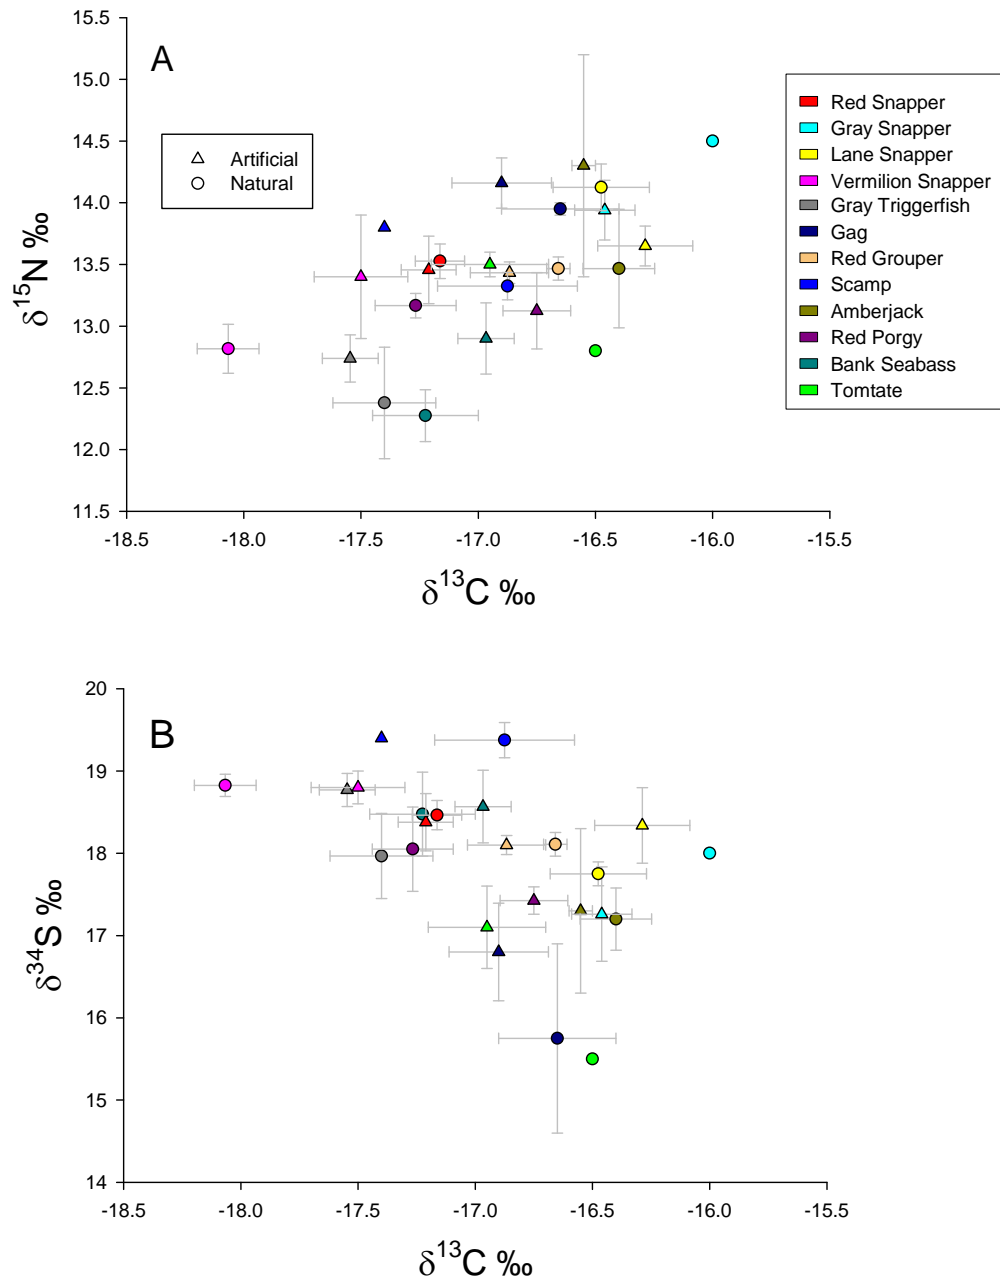 A
δ15N ‰
15.5
15.0
14.5
14.0
13.5
13.0
12.5
12.0
11.5
-18.5 -18.0 -17.5 -17.0 -16.5 -16.0 -15.5
δ13C ‰
Artificial
Natural
Red Snapper
Gray Snapper
Lane Snapper
Vermilion Snapper
Gray Triggerfish
Gag
Red Grouper
Scamp
Amberjack
Red Porgy
Bank Seabass
Tomtate
B
δ34S ‰
20
19
18
17
16
15
14
-18.5 -18.0 -17.5 -17.0 -16.5 -16.0 -15.5
δ13C ‰